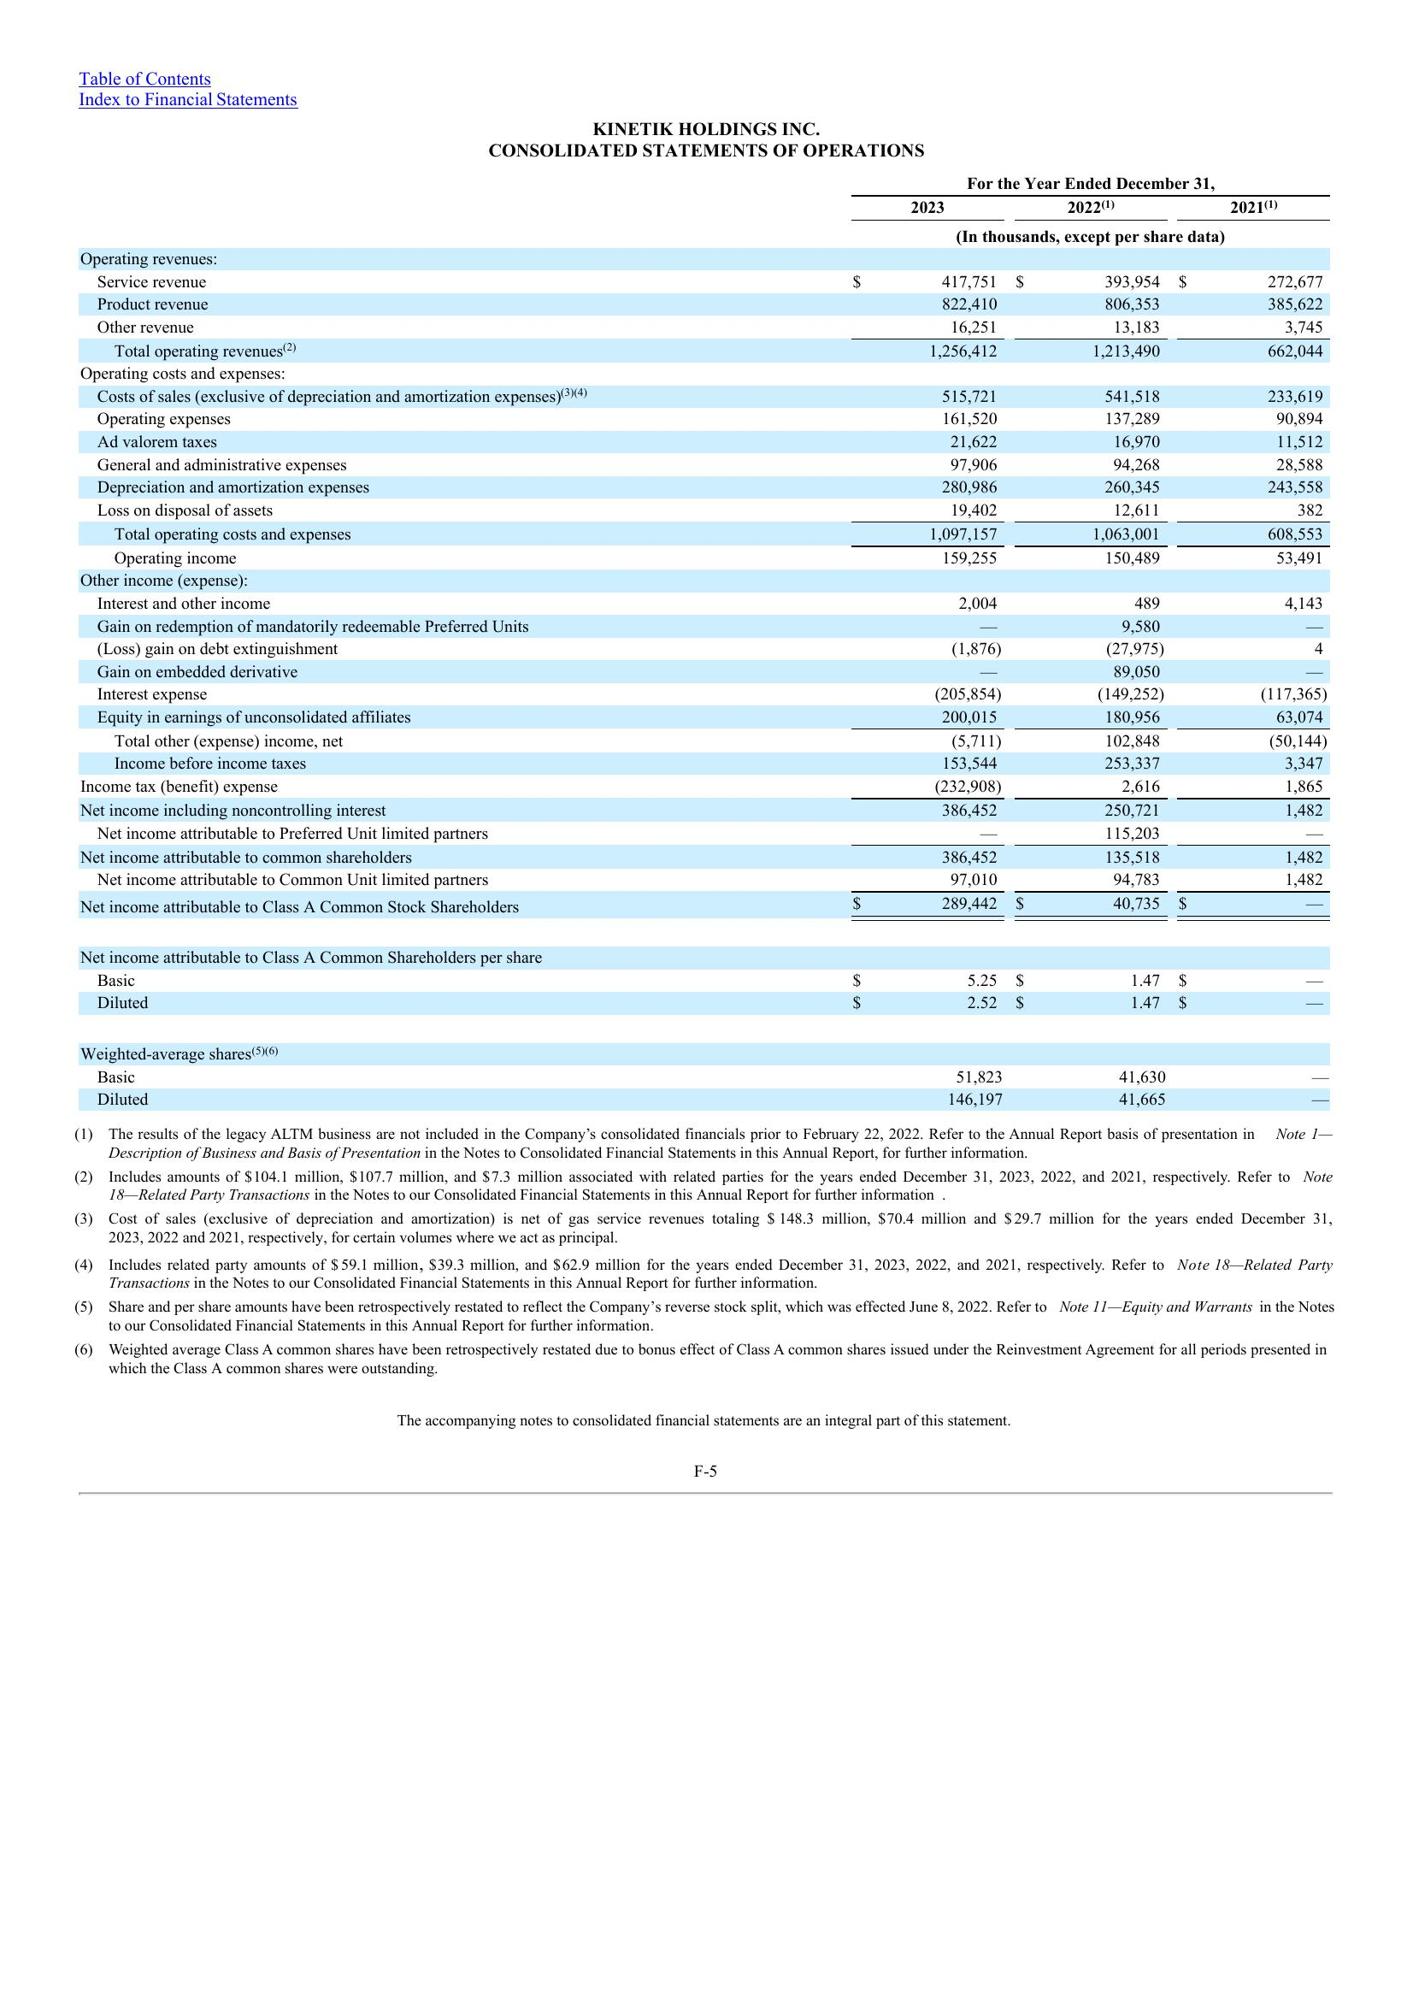 Table of Contents
Index to Financial Statements
KINETIK HOLDINGS INC.
CONSOLIDATED STATEMENTS OF OPERATIONS
For the Year Ended December 31,
2023 2022(1) 2021(1)
(In thousands, except per share data)
Operating revenues:
Service revenue $ 417,751 $ 393,954 $ 272,677
Product revenue 822,410 806,353 385,622
Other revenue 16,251 13,183 3,745
Total operating revenues(2) 1,256,412 1,213,490 662,044
Operating costs and expenses:
Costs of sales (exclusive of depreciation and amortization expenses)(3)(4) 515,721 541,518 233,619
Operating expenses 161,520 137,289 90,894
Ad valorem taxes 21,622 16,970 11,512
General and administrative expenses 97,906 94,268 28,588
Depreciation and amortization expenses 280,986 260,345 243,558
Loss on disposal of assets 19,402 12,611 382
Total operating costs and expenses 1,097,157 1,063,001 608,553
Operating income 159,255 150,489 53,491
Other income (expense):
Interest and other income 2,004 489 4,143
Gain on redemption of mandatorily redeemable Preferred Units — 9,580 —
(Loss) gain on debt extinguishment (1,876) (27,975) 4
Gain on embedded derivative — 89,050 —
Interest expense (205,854) (149,252) (117,365)
Equity in earnings of unconsolidated affiliates 200,015 180,956 63,074
Total other (expense) income, net (5,711) 102,848 (50,144)
Income before income taxes 153,544 253,337 3,347
Income tax (benefit) expense (232,908) 2,616 1,865
Net income including noncontrolling interest 386,452 250,721 1,482
Net income attributable to Preferred Unit limited partners — 115,203 —
Net income attributable to common shareholders 386,452 135,518 1,482
Net income attributable to Common Unit limited partners 97,010 94,783 1,482
Net income attributable to Class A Common Stock Shareholders $ 289,442 $ 40,735 $ —
Net income attributable to Class A Common Shareholders per share
Basic $ 5.25 $ 1.47 $ —
Diluted $ 2.52 $ 1.47 $ —
Weighted-average shares(5)(6)
Basic 51,823 41,630 —
Diluted 146,197 41,665 —
(1) The results of the legacy ALTM business are not included in the Company’s consolidated financials prior to February 22, 2022. Refer to the Annual Report basis of presentation in Note 1—
Description of Business and Basis of Presentation in the Notes to Consolidated Financial Statements in this Annual Report, for further information.
(2) Includes amounts of $104.1 million, $107.7 million, and $7.3 million associated with related parties for the years ended December 31, 2023, 2022, and 2021, respectively. Refer to Note
18—Related Party Transactions in the Notes to our Consolidated Financial Statements in this Annual Report for further information .
(3) Cost of sales (exclusive of depreciation and amortization) is net of gas service revenues totaling $ 148.3 million, $70.4 million and $29.7 million for the years ended December 31,
2023, 2022 and 2021, respectively, for certain volumes where we act as principal.
(4) Includes related party amounts of $59.1 million, $39.3 million, and $62.9 million for the years ended December 31, 2023, 2022, and 2021, respectively. Refer to Note 18—Related Party
Transactions in the Notes to our Consolidated Financial Statements in this Annual Report for further information.
(5) Share and per share amounts have been retrospectively restated to reflect the Company’s reverse stock split, which was effected June 8, 2022. Refer to Note 11—Equity and Warrants in the Notes
to our Consolidated Financial Statements in this Annual Report for further information.
(6) Weighted average Class A common shares have been retrospectively restated due to bonus effect of Class A common shares issued under the Reinvestment Agreement for all periods presented in
which the Class A common shares were outstanding.
The accompanying notes to consolidated financial statements are an integral part of this statement.
F-5